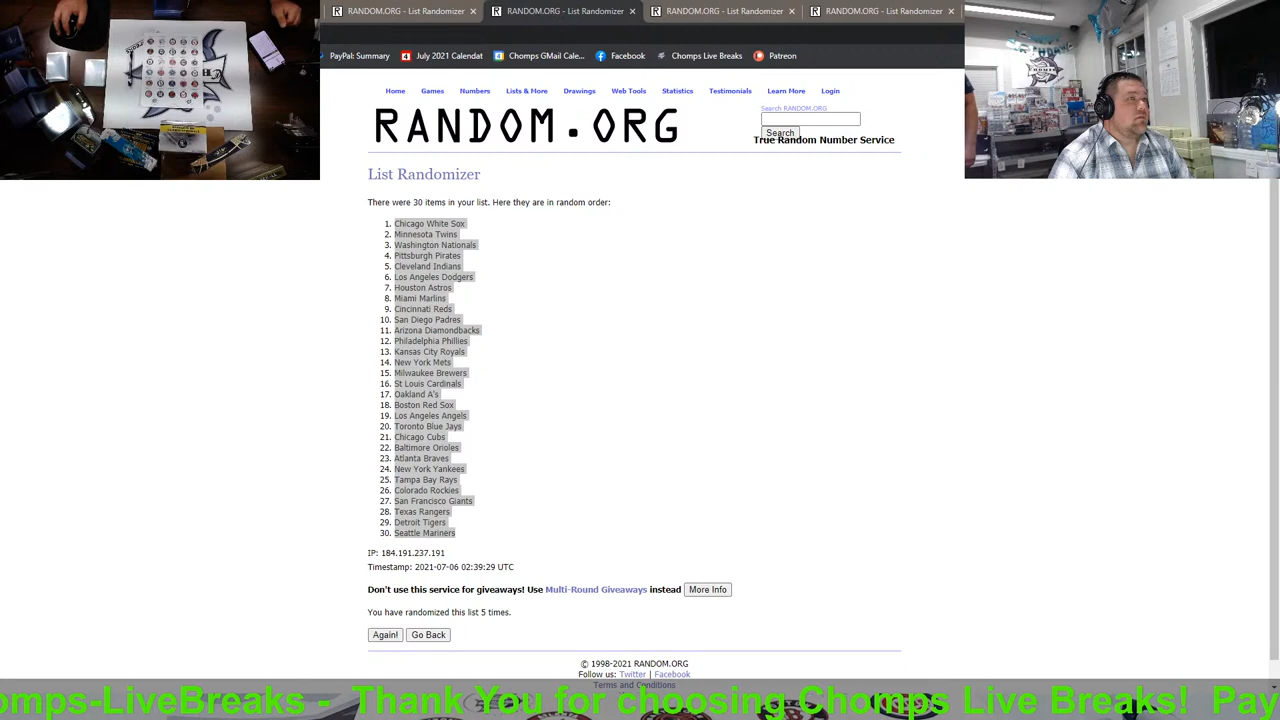 RANDOM.ORG - List Randomizer
RANDOM.ORG - List Randomizer
RANDOM.ORG - List Randomizer
RANDOM.ORG - List Randomizer
PayPal: Summary
July 2021 Calendat
Chomps GMail Cale...
Facebook
Chomps Live Breaks
Patreon
Home
Games
Numbers
Lists & More
Drawings
Web Tools
Statistics
Testimonials
Learn More
Login
RANDOM.ORG
Search RANDOM.ORG
Search
True Random Number Service
List Randomizer
There were 30 items in your list. Here they are in random order:
1. Chicago White Sox
2. Minnesota Twins
3. Washington Nationals
4. Pittsburgh Pirates
5. Cleveland Indians
6. Los Angeles Dodgers
7. Houston Astros
8. Miami Marlins
9. Cincinnati Reds
10. San Diego Padres
11. Arizona Diamondbacks
12. Philadelphia Phillies
13. Kansas City Royals
14. New York Mets
15. Milwaukee Brewers
16. St Louis Cardinals
17. Oakland A's
18. Boston Red Sox
19. Los Angeles Angels
20. Toronto Blue Jays
21. Chicago Cubs
22. Baltimore Orioles
23. Atlanta Braves
24. New York Yankees
25. Tampa Bay Rays
26. Colorado Rockies
27. San Francisco Giants
28. Texas Rangers
29. Detroit Tigers
30. Seattle Mariners
IP: 184.191.237.191
Timestamp: 2021-07-06 02:39:29 UTC
Don't use this service for giveaways! Use Multi-Round Giveaways instead More Info
You have randomized this list 5 times.
Again! Go Back
© 1998-2021 RANDOM.ORG
Follow us: Twitter | Facebook
Terms and Conditions
omps-LiveBreaks - Thank You for choosing Chomps Live Breaks! Pay